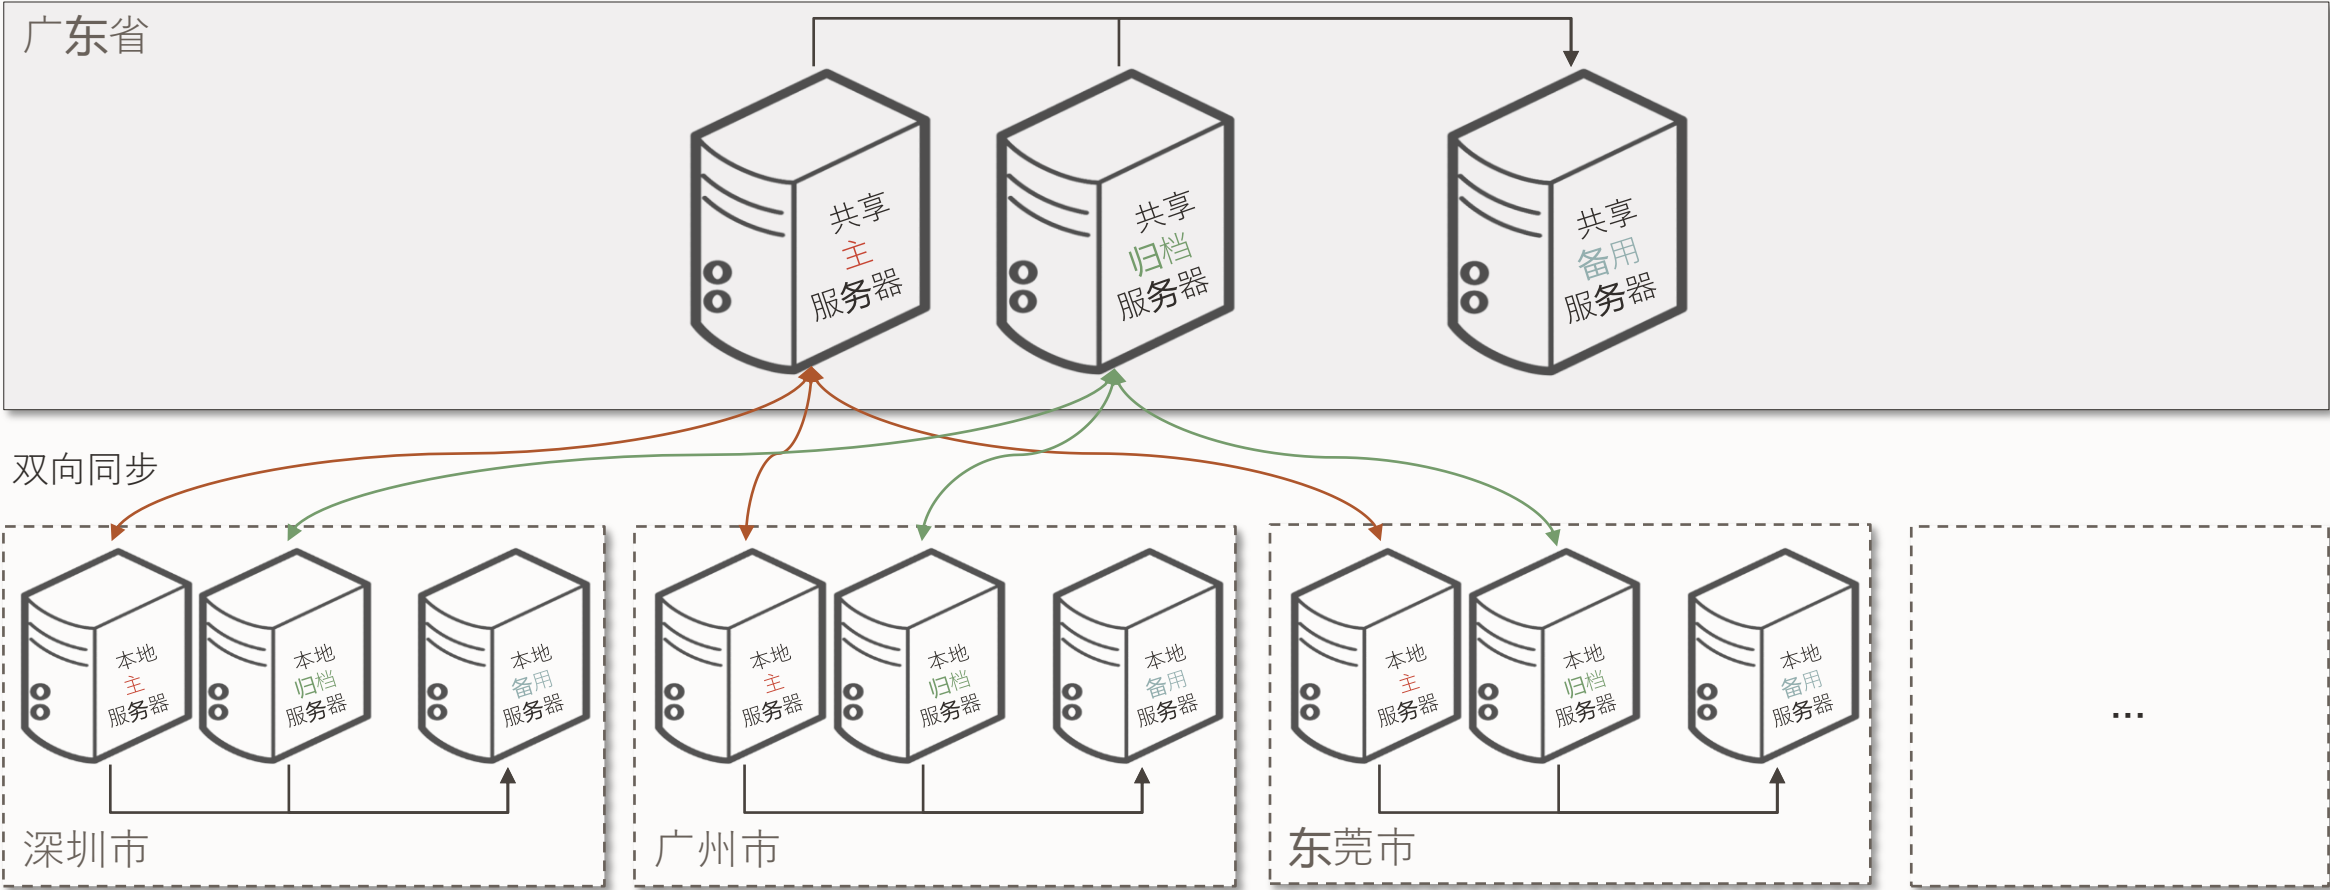 广东省
共享
主
服务器
共享
归档
服务器
共享
备用
服务器
双向同步
本地
主
服务器
本地
归档
服务器
本地
备用
服务器
深圳市
本地
主
服务器
本地
归档
服务器
本地
备用
服务器
广州市
本地
主
服务器
本地
归档
服务器
本地
备用
服务器
东莞市
...